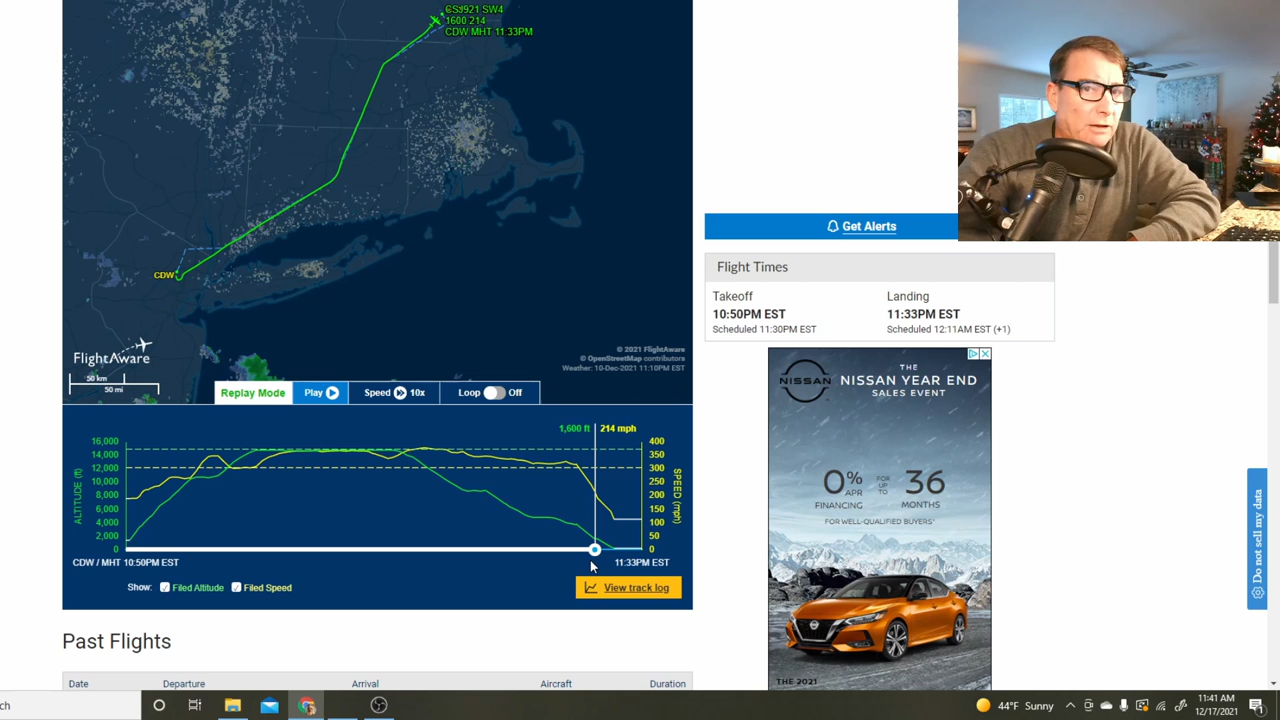 CSJ921 SW4
1600 214
CDW MHT 11:33PM
CDW
FlightAware
50 km
50 mi
© 2021 FlightAware
© OpenStreetMap contributors
Weather: 10-Dec-2021 11:10PM EST
Replay Mode
Play
Speed 10x
Loop Off
1,600 ft 214 mph
16,000
14,000
12,000
10,000
8,000
6,000
4,000
2,000
0
ALTITUDE (ft)
400
350
300
250
200
150
100
50
0
SPEED (mph)
CDW / MHT 10:50PM EST
11:33PM EST
Show: Filed Altitude Filed Speed
View track log
Past Flights
Date Departure Arrival Aircraft Duration
Get Alerts
Flight Times
Takeoff Landing
10:50PM EST 11:33PM EST
Scheduled 11:30PM EST Scheduled 12:11AM EST (+1)
NISSAN
THE
NISSAN YEAR END
SALES EVENT
0% APR
FINANCING
FOR UP TO
36
MONTHS
FOR WELL-QUALIFIED BUYERS*
THE 2021
Do not sell my data
ch
44°F Sunny
11:41 AM
12/17/2021
1